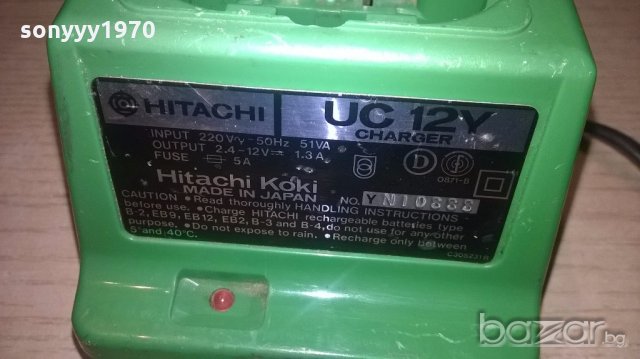 sonyyy1970
HITACHI
UC 12Y
CHARGER
INPUT 220V~ 50Hz 51VA
OUTPUT 2.4-12V⎓ 1.3A
FUSE 5A
D
0871-B
Hitachi Koki
MADE IN JAPAN
NO. YN10888
CAUTION •Read thoroughly HANDLING INSTRUCTIONS
before use. •Charge HITACHI rechargeable batteries type
B-2, EB9, EB12, EB2, B-3 and B-4, do not use for any other
purpose. •Do not expose to rain. •Recharge only between
5° and 40°C.
C305231R
bazar.bg